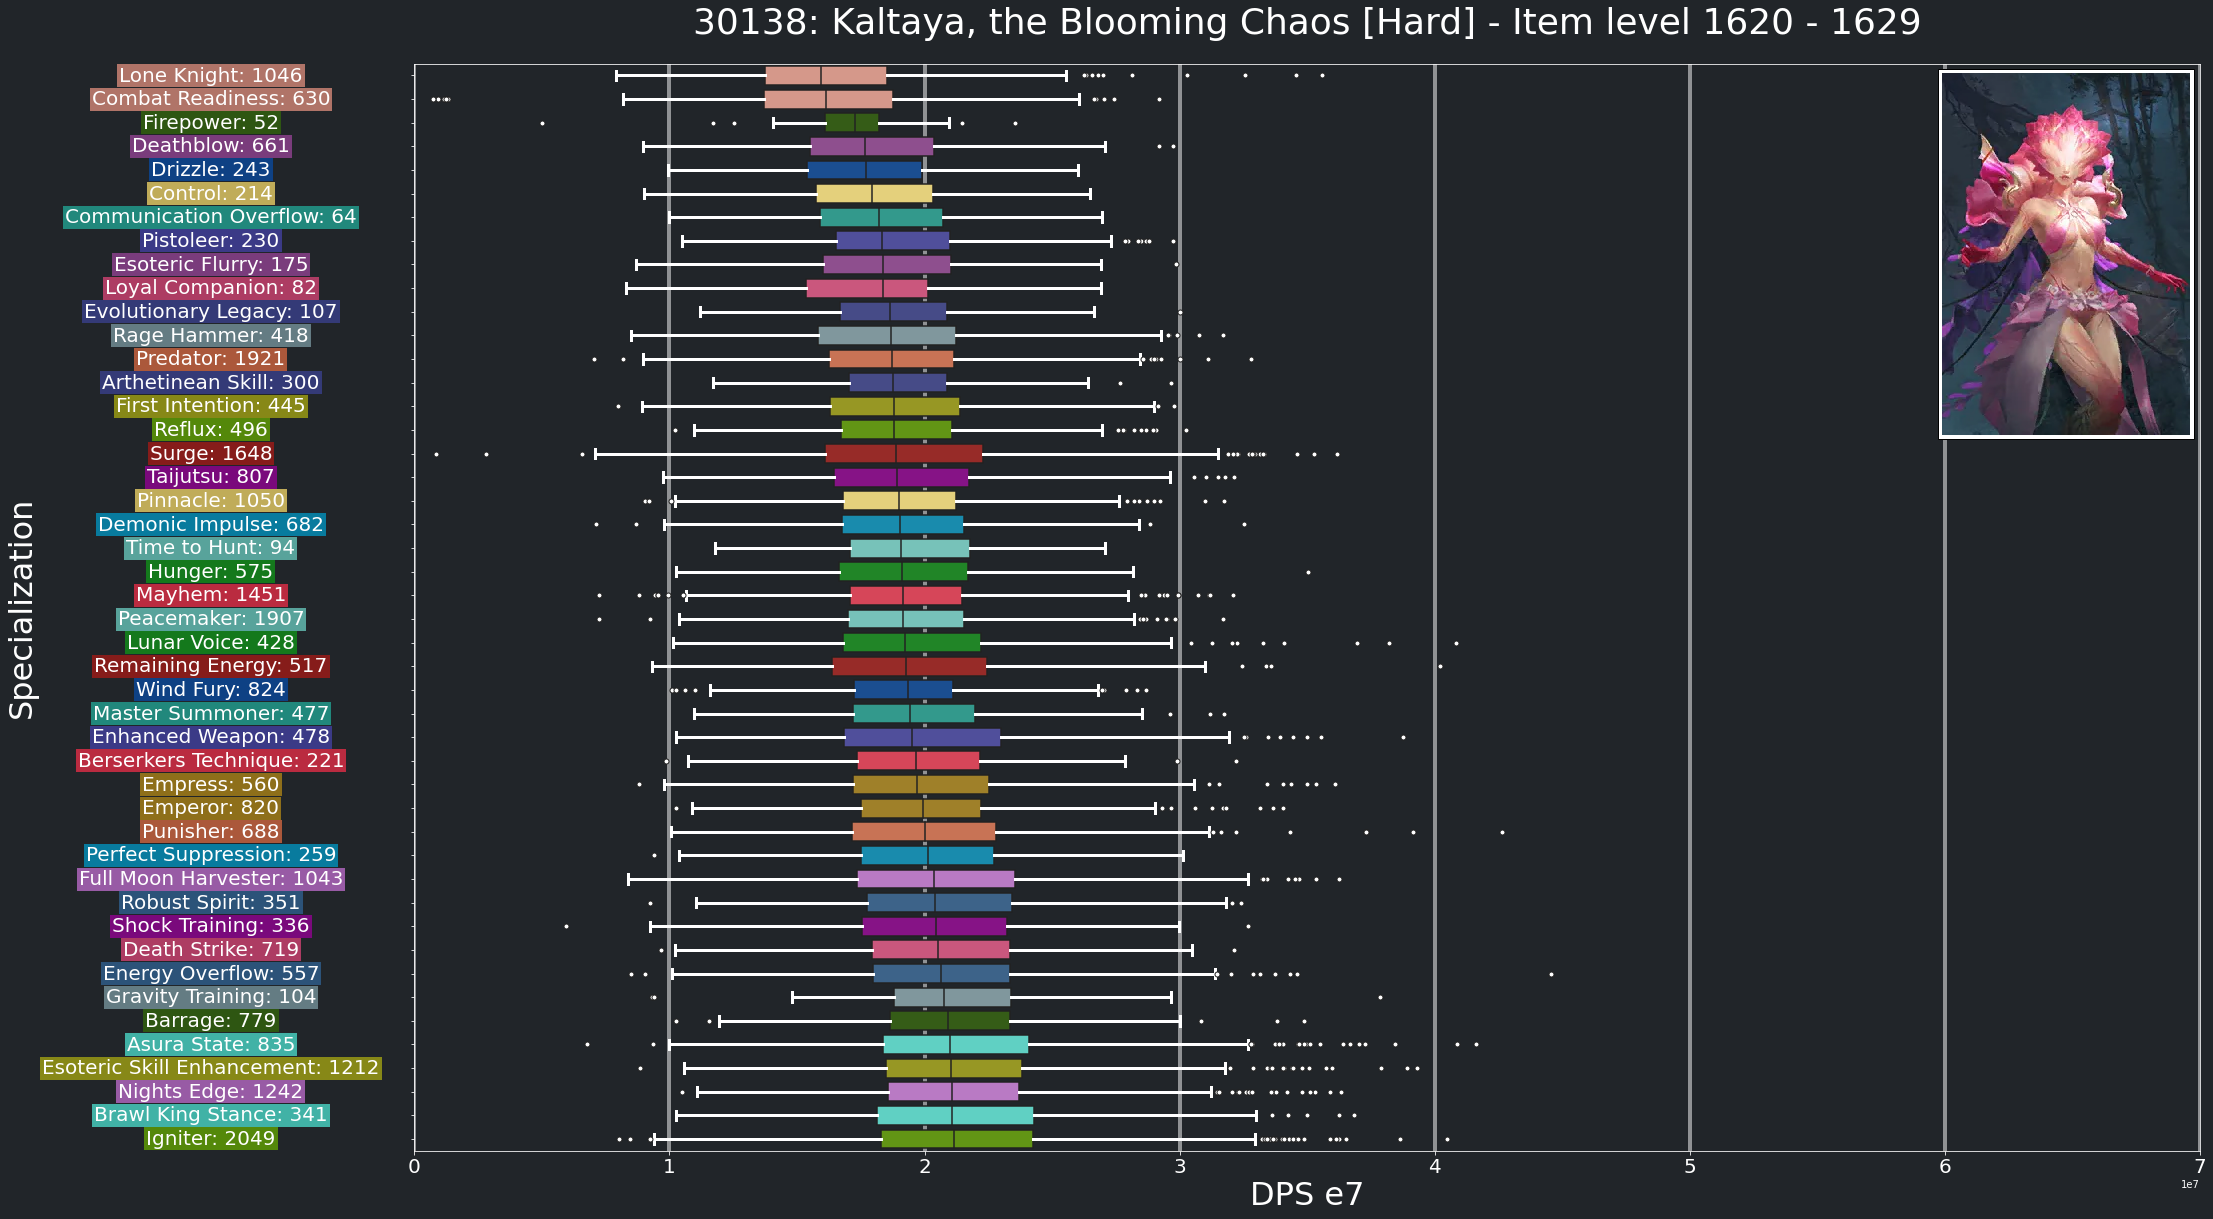 30138: Kaltaya, the Blooming Chaos [Hard] - Item level 1620 - 1629
Specialization
Lone Knight: 1046
Combat Readiness: 630
Firepower: 52
Deathblow: 661
Drizzle: 243
Control: 214
Communication Overflow: 64
Pistoleer: 230
Esoteric Flurry: 175
Loyal Companion: 82
Evolutionary Legacy: 107
Rage Hammer: 418
Predator: 1921
Arthetinean Skill: 300
First Intention: 445
Reflux: 496
Surge: 1648
Taijutsu: 807
Pinnacle: 1050
Demonic Impulse: 682
Time to Hunt: 94
Hunger: 575
Mayhem: 1451
Peacemaker: 1907
Lunar Voice: 428
Remaining Energy: 517
Wind Fury: 824
Master Summoner: 477
Enhanced Weapon: 478
Berserkers Technique: 221
Empress: 560
Emperor: 820
Punisher: 688
Perfect Suppression: 259
Full Moon Harvester: 1043
Robust Spirit: 351
Shock Training: 336
Death Strike: 719
Energy Overflow: 557
Gravity Training: 104
Barrage: 779
Asura State: 835
Esoteric Skill Enhancement: 1212
Nights Edge: 1242
Brawl King Stance: 341
Igniter: 2049
0 1 2 3 4 5 6 7
DPS e7
1e7